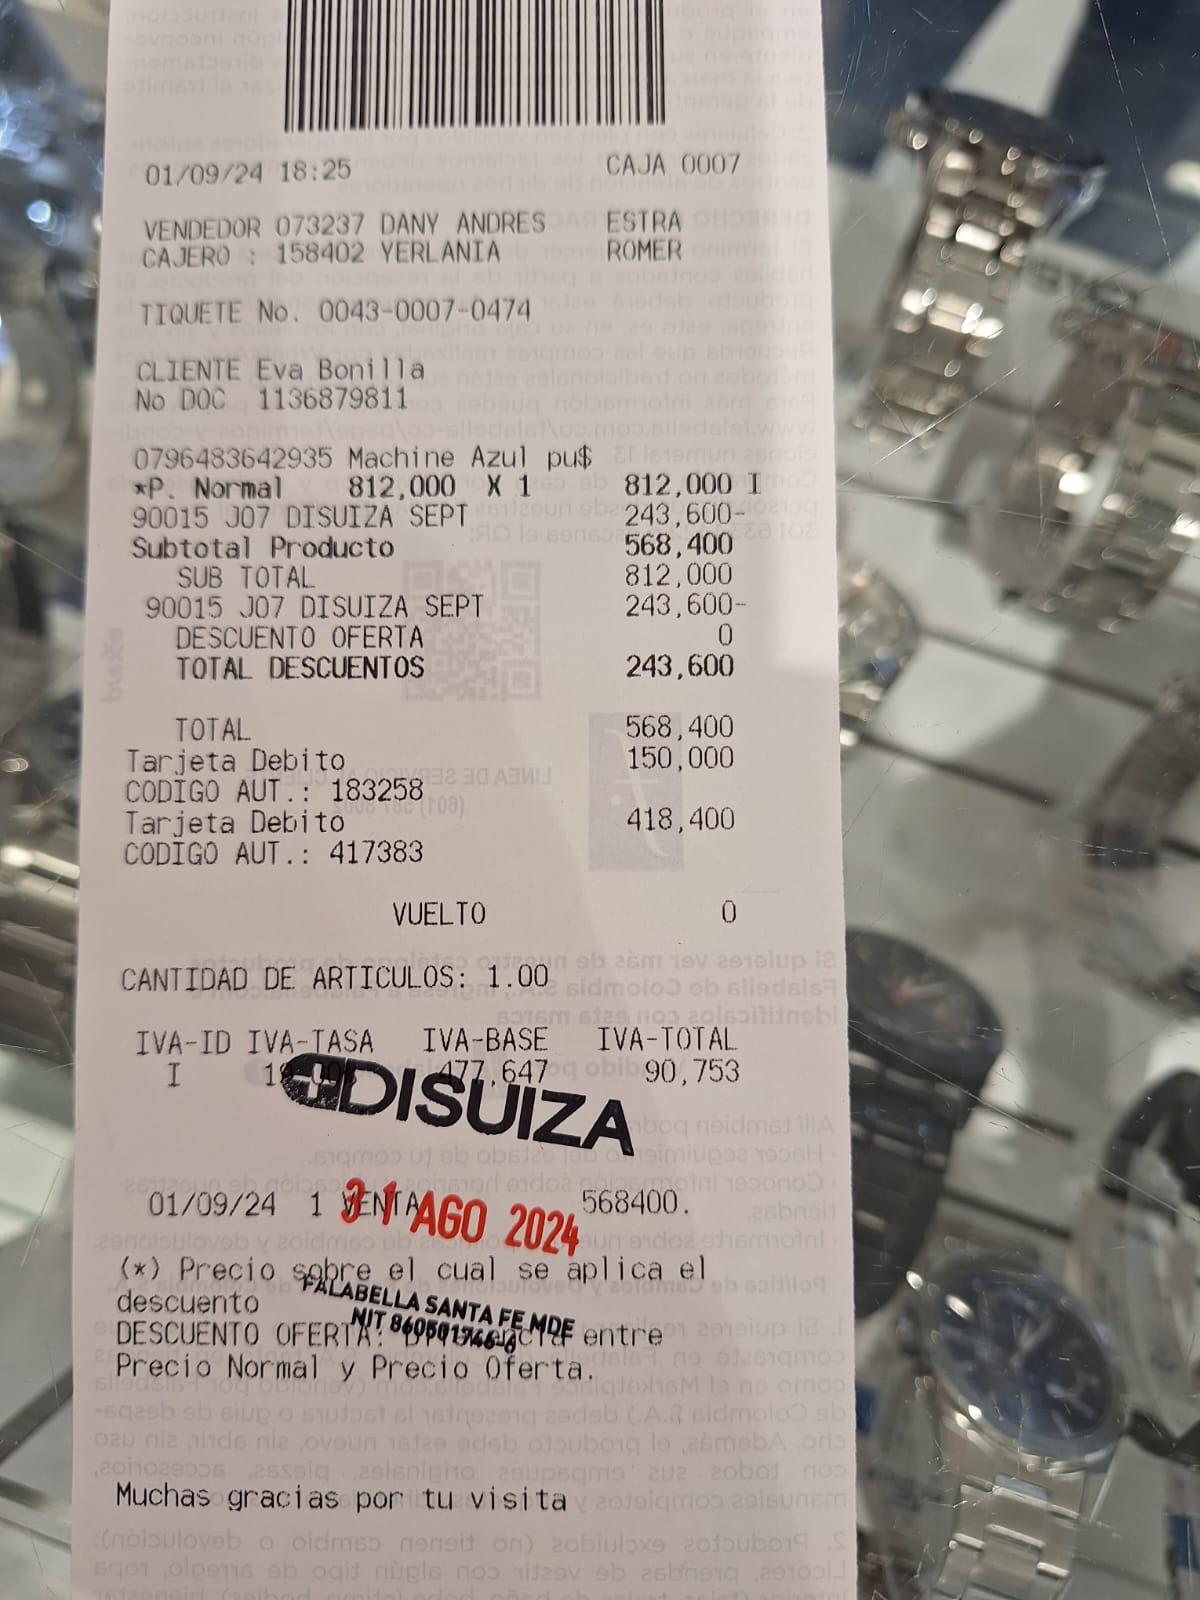 01/09/24 18:25 CAJA 0007
VENDEDOR 073237 DANY ANDRES ESTRA
CAJERO : 158402 YERLANIA ROMER
TIQUETE No. 0043-0007-0474
CLIENTE Eva Bonilla
No DOC 1136879811
0796483642935 Machine Azul pu$
*P. Normal 812,000 X 1 812,000 I
90015 J07 DISUIZA SEPT 243,600-
Subtotal Producto 568,400
SUB TOTAL 812,000
90015 J07 DISUIZA SEPT 243,600-
DESCUENTO OFERTA 0
TOTAL DESCUENTOS 243,600
TOTAL 568,400
Tarjeta Debito 150,000
CODIGO AUT.: 183258
Tarjeta Debito 418,400
CODIGO AUT.: 417383
VUELTO 0
CANTIDAD DE ARTICULOS: 1.00
IVA-ID IVA-TASA IVA-BASE IVA-TOTAL
I 477,647 90,753
DISUIZA
01/09/24 1 VENTA 568400.
31 AGO 2024
(*) Precio sobre el cual se aplica el
descuento
FALABELLA SANTA FE MDE
NIT 860501746-6
DESCUENTO OFERTA: entre
Precio Normal y Precio Oferta.
Muchas gracias por tu visita